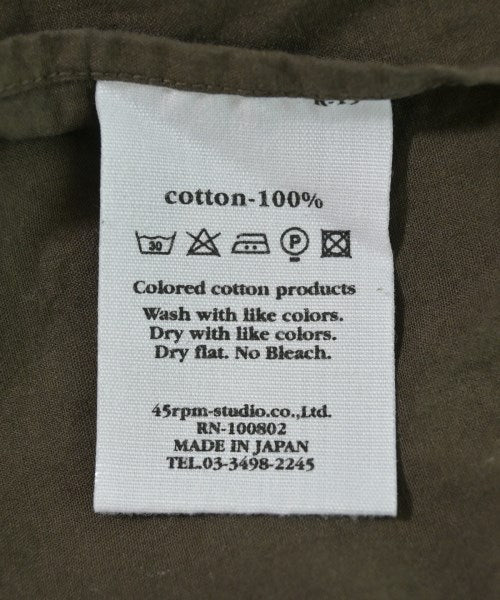 cotton-100%
30
P
Colored cotton products
Wash with like colors.
Dry with like colors.
Dry flat. No Bleach.
45rpm-studio.co.,Ltd.
RN-100802
MADE IN JAPAN
TEL.03-3498-2245